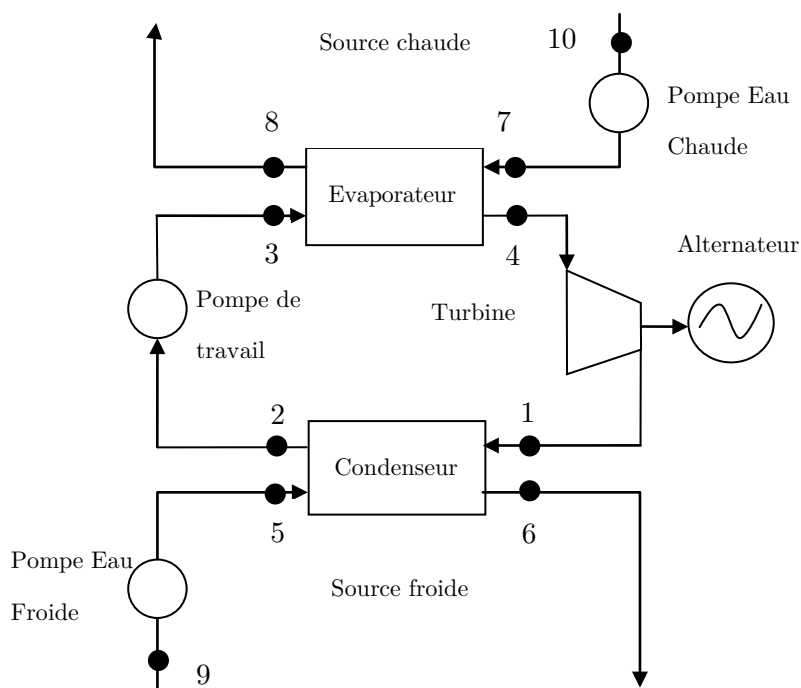 Source chaude
10
Pompe Eau
Chaude
8
7
Evaporateur
3
4
Alternateur
Pompe de
travail
Turbine
2
1
Condenseur
5
6
Pompe Eau
Froide
Source froide
9